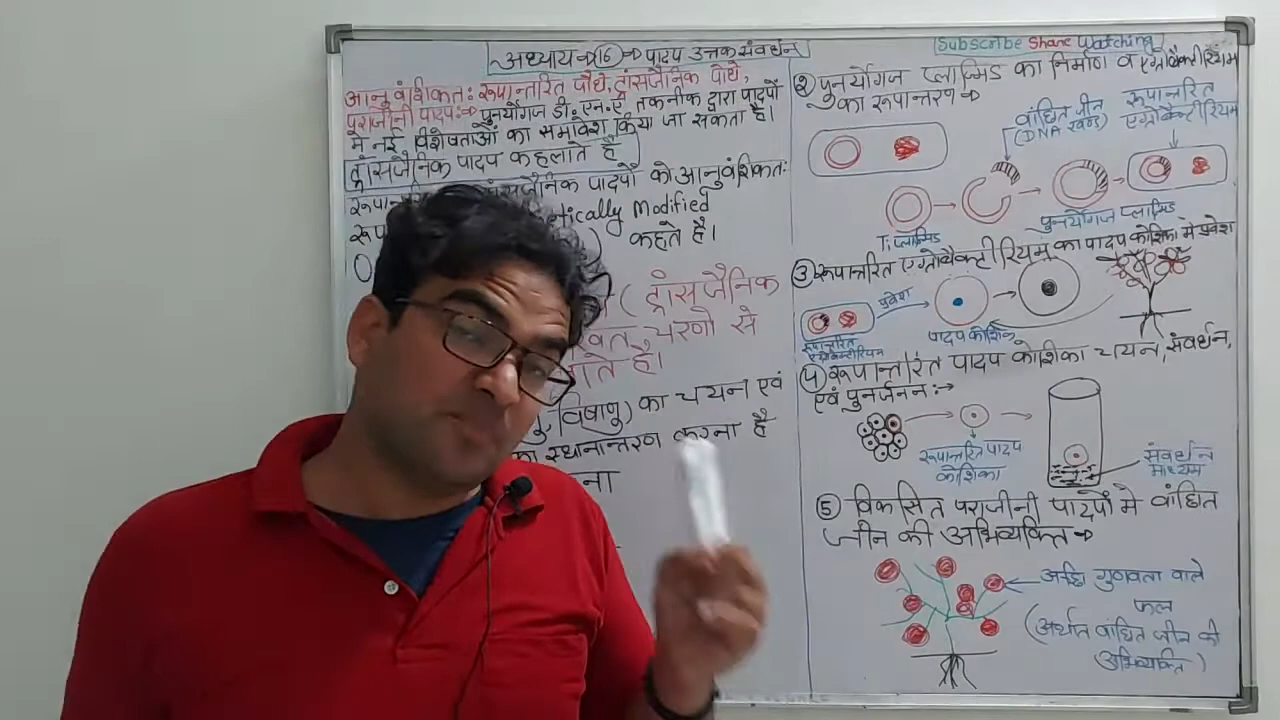 अध्याय→(16)→ पादप उत्तक संवर्धन
Subscribe Share Watching
आनुवंशिकतः रूपान्तरित पौधे, ट्रांसजैनिक पौधे,
पराजीनी पादपः→ पुनर्योगज डी. एन. ए. तकनीक द्वारा पादपों
मे नई विशेषताओं का समावेश किया जा सकता है।
ट्रांसजैनिक पादप कहलाते है
ट्रांसजैनिक पादपों को आनुवंशिकतः
Modified
कहते है।
(ट्रांसजैनिक
चरणों से
है।
का चयन एवं
का स्थानान्तरण करना है
② पुनर्योगज प्लाज्मिड का निर्माण व एग्रोबैक्टीरियम
का रूपान्तरण→
वांछित जीन
(DNA खण्ड)
रूपान्तरित
एग्रोबैक्टीरियम
Ti प्लाज्मिड
पुनर्योगज प्लाज्मिड
③ रूपान्तरित एग्रोबैक्टीरियम का पादप कोशिका मे प्रवेश
प्रवेश
रूपान्तरित
एग्रोबैक्टीरियम
पादप कोशिका
④ रूपान्तरित पादप कोशिका चयन, संवर्धन,
एवं पुनर्जनन:→
रूपान्तरित पादप
कोशिका
संवर्धन
माध्यम
⑤ विकसित पराजीनी पादपों मे वांछित
जीन की अभिव्यक्ति→
अच्छि गुणवता वाले
फल
(अर्थात वांछित जीन की
अभिव्यक्ति)